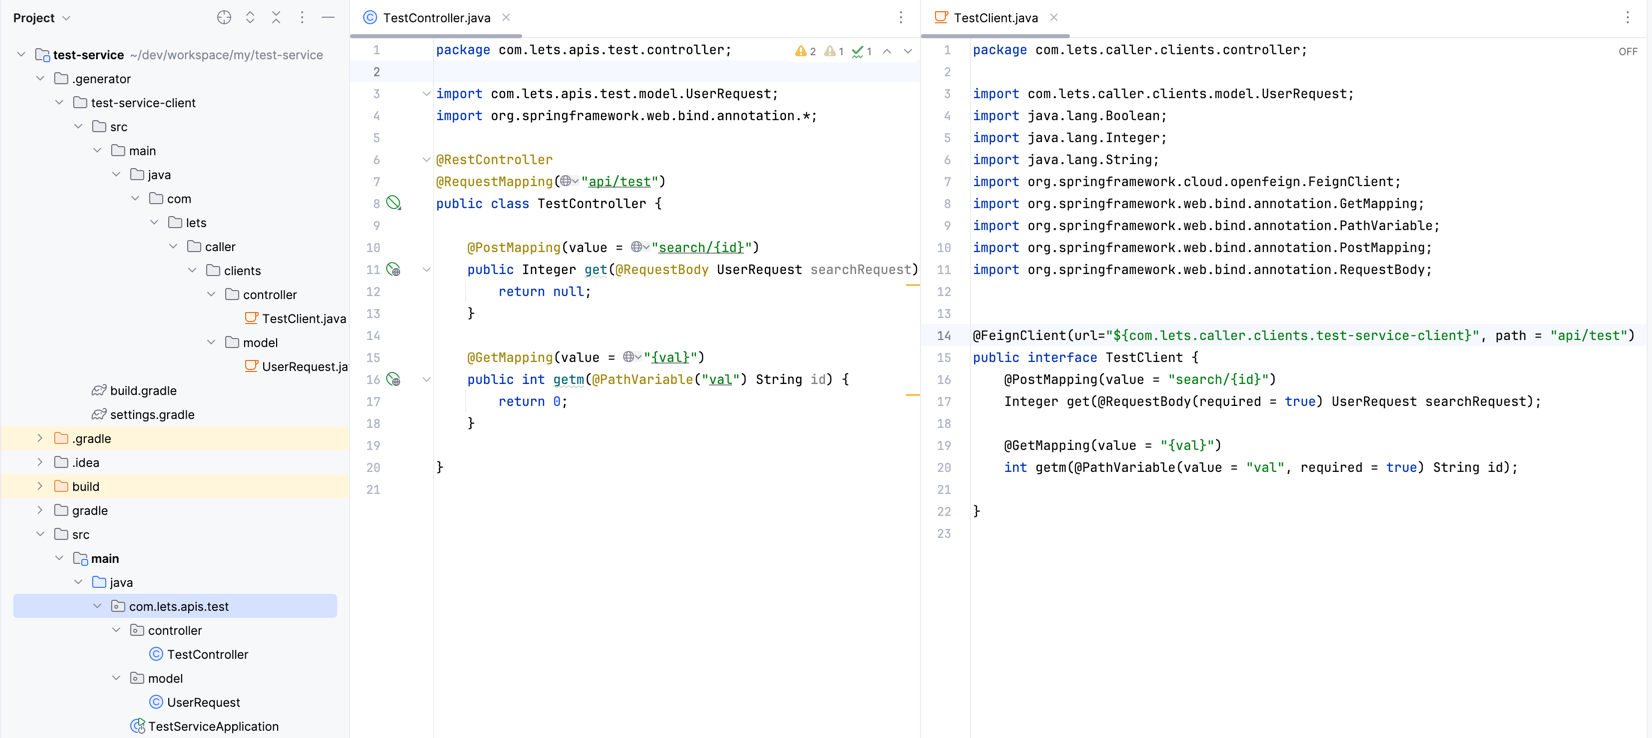 Project
test-service ~/dev/workspace/my/test-service
.generator
test-service-client
src
main
java
com
lets
caller
clients
controller
TestClient.java
model
UserRequest.ja
build.gradle
settings.gradle
.gradle
.idea
build
gradle
src
main
java
com.lets.apis.test
controller
TestController
model
UserRequest
TestServiceApplication
TestController.java
2 1 1
1 package com.lets.apis.test.controller;
2
3 import com.lets.apis.test.model.UserRequest;
4 import org.springframework.web.bind.annotation.*;
5
6 @RestController
7 @RequestMapping("api/test")
8 public class TestController {
9
10 @PostMapping(value = "search/{id}")
11 public Integer get(@RequestBody UserRequest searchRequest)
12 return null;
13 }
14
15 @GetMapping(value = "{val}")
16 public int getm(@PathVariable("val") String id) {
17 return 0;
18 }
19
20 }
21
TestClient.java
OFF
1 package com.lets.caller.clients.controller;
2
3 import com.lets.caller.clients.model.UserRequest;
4 import java.lang.Boolean;
5 import java.lang.Integer;
6 import java.lang.String;
7 import org.springframework.cloud.openfeign.FeignClient;
8 import org.springframework.web.bind.annotation.GetMapping;
9 import org.springframework.web.bind.annotation.PathVariable;
10 import org.springframework.web.bind.annotation.PostMapping;
11 import org.springframework.web.bind.annotation.RequestBody;
12
13
14 @FeignClient(url="${com.lets.caller.clients.test-service-client}", path = "api/test")
15 public interface TestClient {
16 @PostMapping(value = "search/{id}")
17 Integer get(@RequestBody(required = true) UserRequest searchRequest);
18
19 @GetMapping(value = "{val}")
20 int getm(@PathVariable(value = "val", required = true) String id);
21
22 }
23